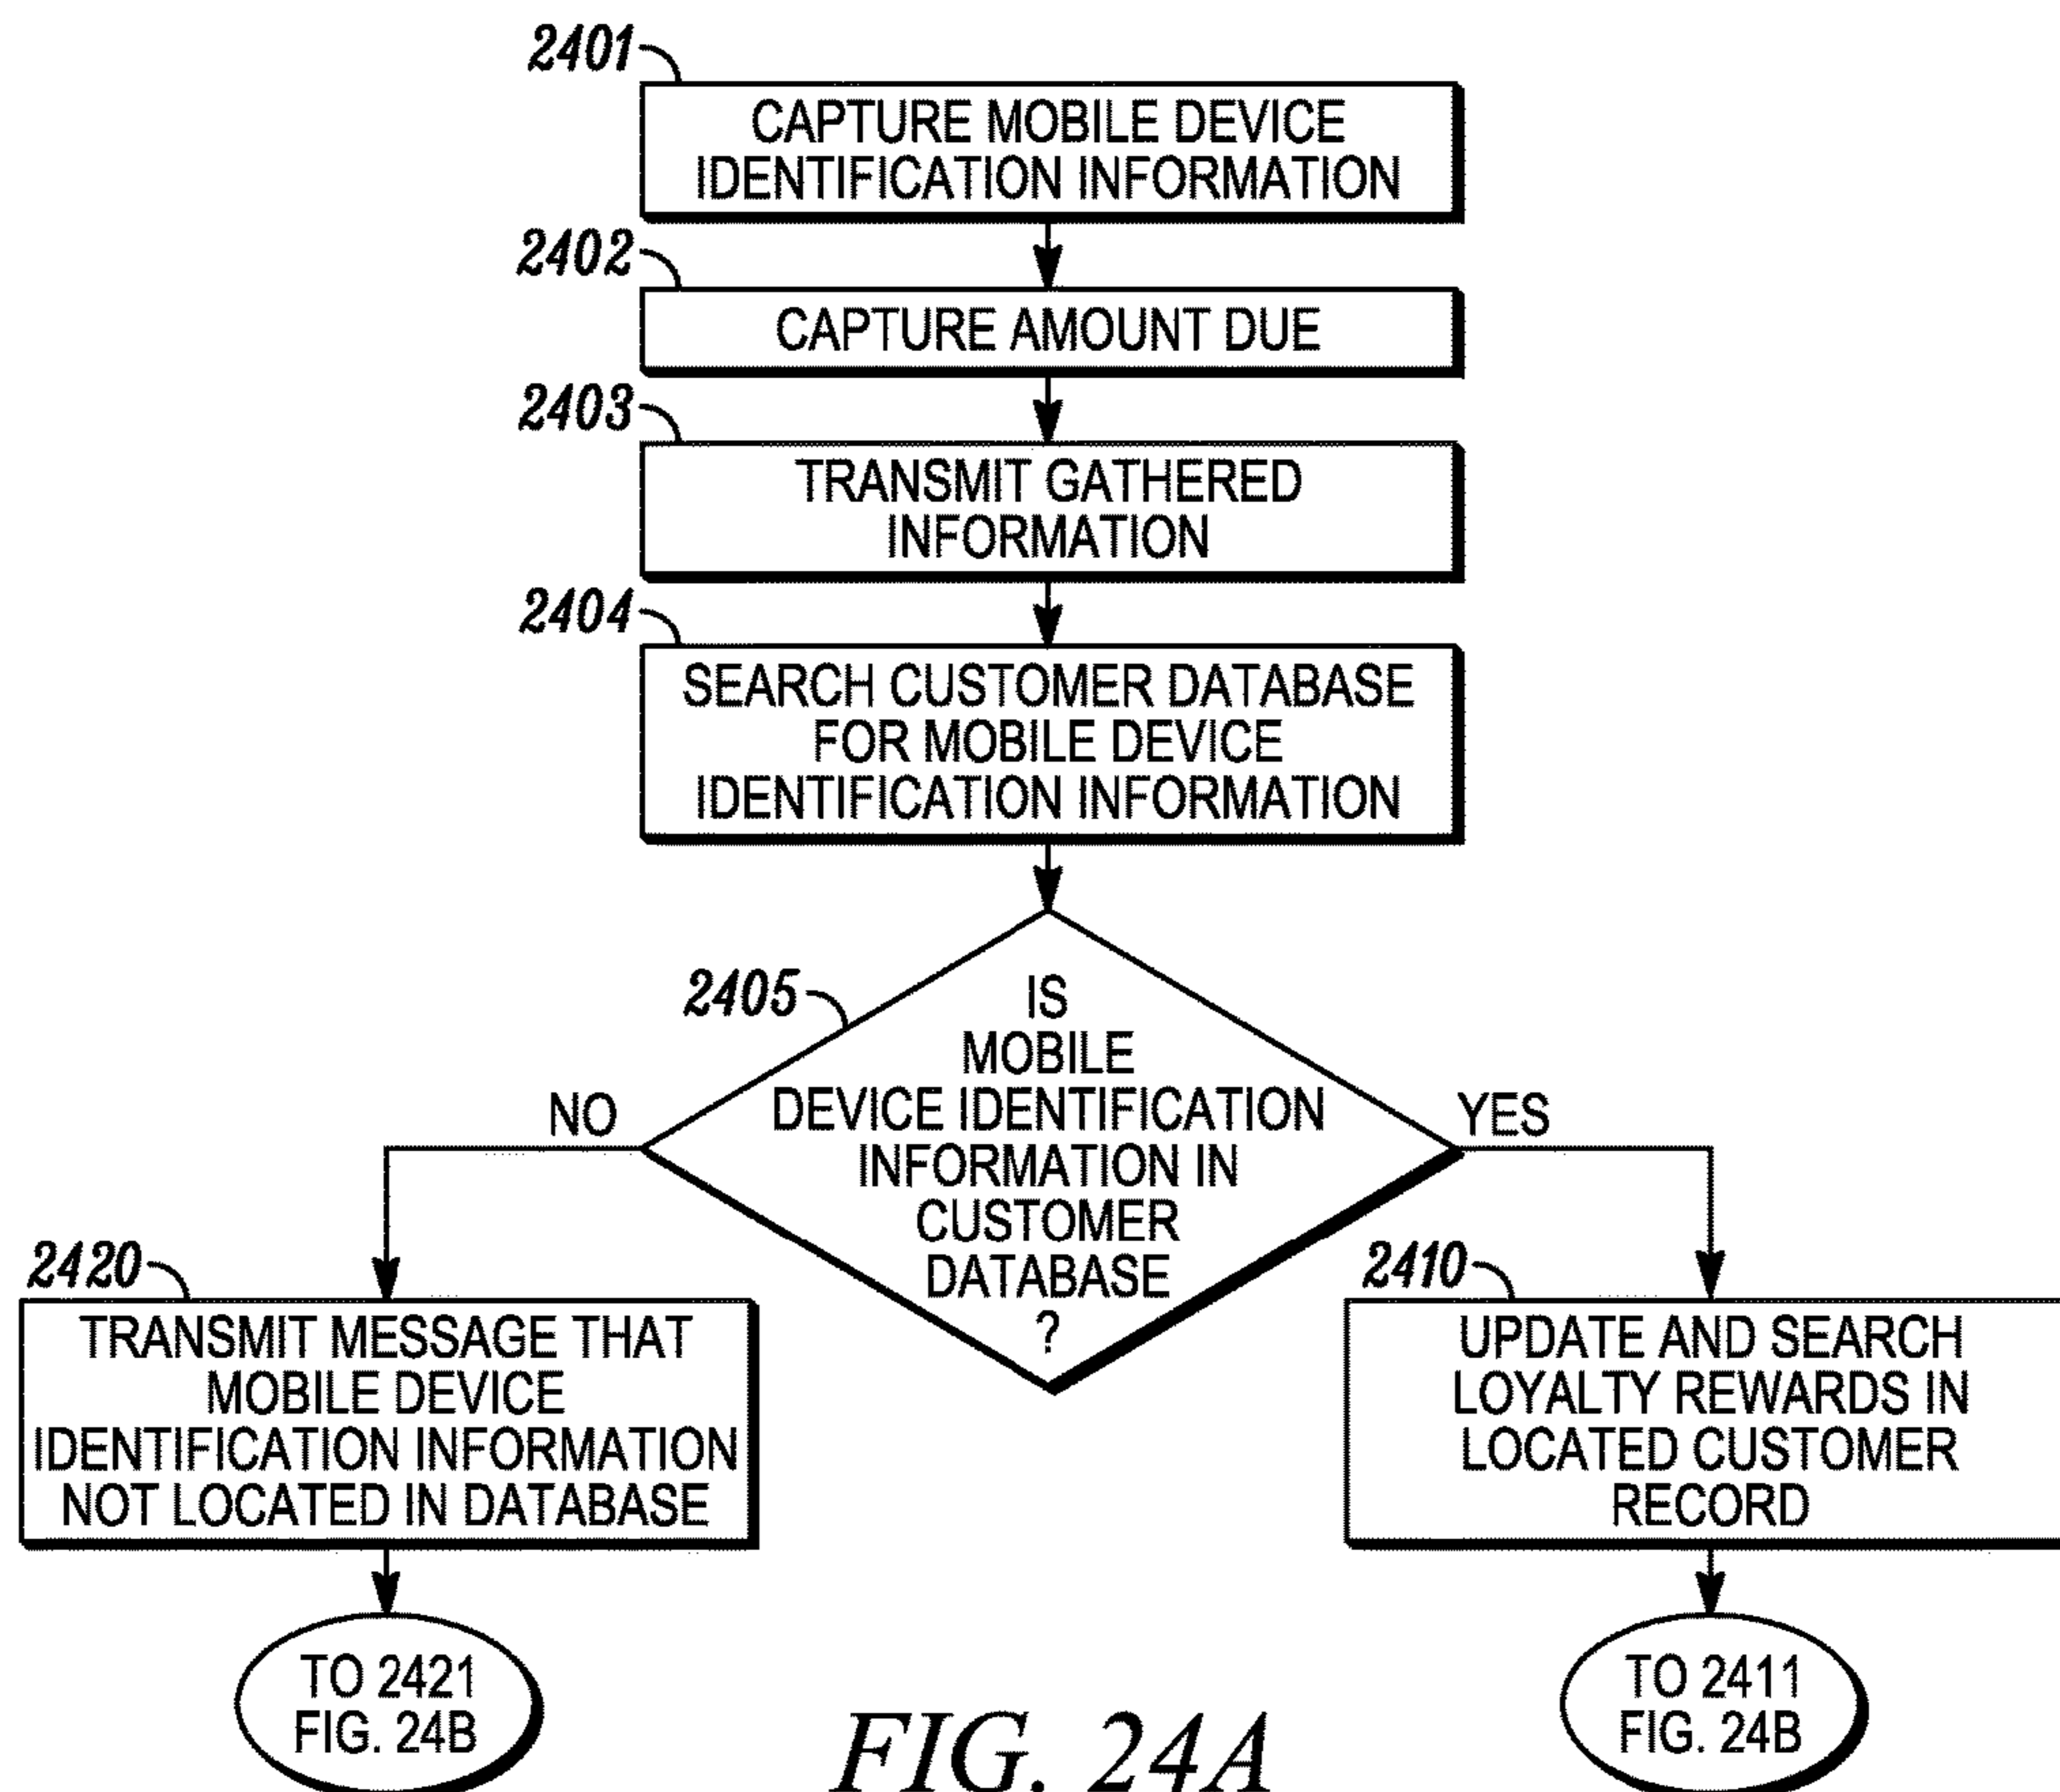 2401
CAPTURE MOBILE DEVICE
IDENTIFICATION INFORMATION
2402
CAPTURE AMOUNT DUE
2403
TRANSMIT GATHERED
INFORMATION
2404
SEARCH CUSTOMER DATABASE
FOR MOBILE DEVICE
IDENTIFICATION INFORMATION
2405
IS
MOBILE
DEVICE IDENTIFICATION
INFORMATION IN
CUSTOMER
DATABASE
?
NO
YES
2420
TRANSMIT MESSAGE THAT
MOBILE DEVICE
IDENTIFICATION INFORMATION
NOT LOCATED IN DATABASE
2410
UPDATE AND SEARCH
LOYALTY REWARDS IN
LOCATED CUSTOMER
RECORD
TO 2421
FIG. 24B
TO 2411
FIG. 24B
FIG. 24A